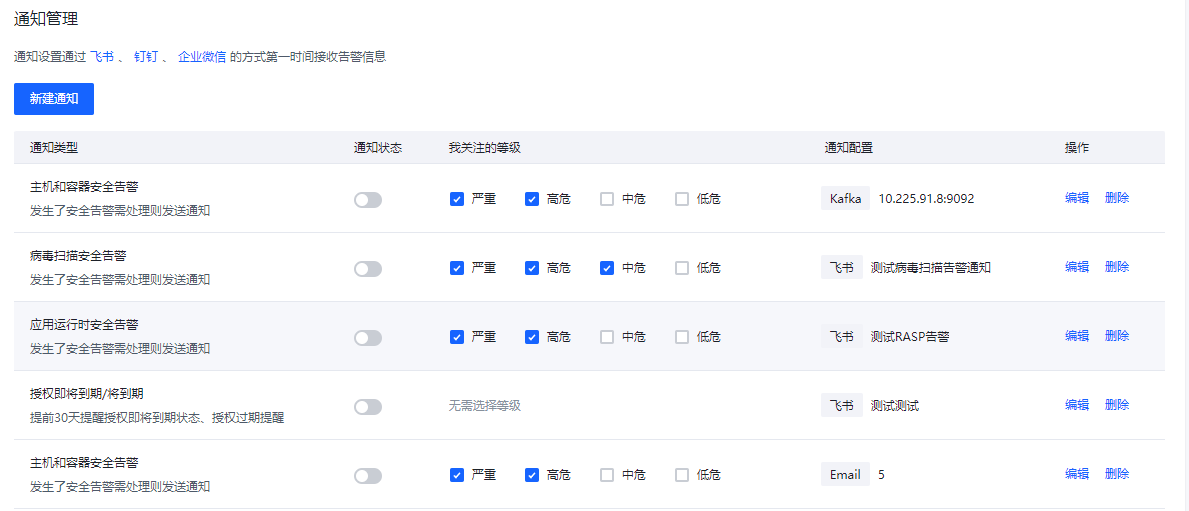 通知管理
通知设置通过 飞书 、 钉钉 、 企业微信 的方式第一时间接收告警信息
新建通知
通知类型 通知状态 我关注的等级 通知配置 操作
主机和容器安全告警
发生了安全告警需处理则发送通知
严重 高危 中危 低危 Kafka 10.225.91.8:9092 编辑 删除
病毒扫描安全告警
发生了安全告警需处理则发送通知
严重 高危 中危 低危 飞书 测试病毒扫描告警通知 编辑 删除
应用运行时安全告警
发生了安全告警需处理则发送通知
严重 高危 中危 低危 飞书 测试RASP告警 编辑 删除
授权即将到期/将到期
提前30天提醒授权即将到期状态、授权过期提醒
无需选择等级 飞书 测试测试 编辑 删除
主机和容器安全告警
发生了安全告警需处理则发送通知
严重 高危 中危 低危 Email 5 编辑 删除